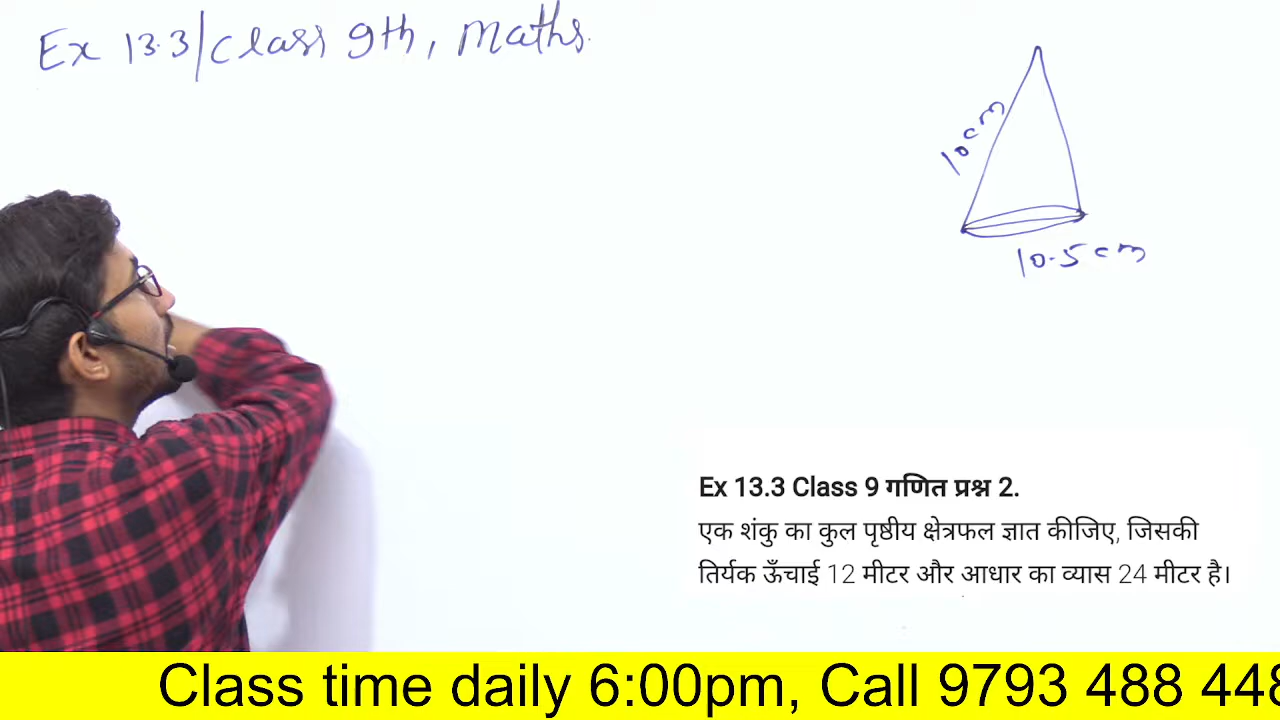 Ex 13.3/Class 9th, Maths.
10cm
10.5cm
Ex 13.3 Class 9 गणित प्रश्न 2.
एक शंकु का कुल पृष्ठीय क्षेत्रफल ज्ञात कीजिए, जिसकी
तिर्यक ऊँचाई 12 मीटर और आधार का व्यास 24 मीटर है।
Class time daily 6:00pm, Call 9793 488 448